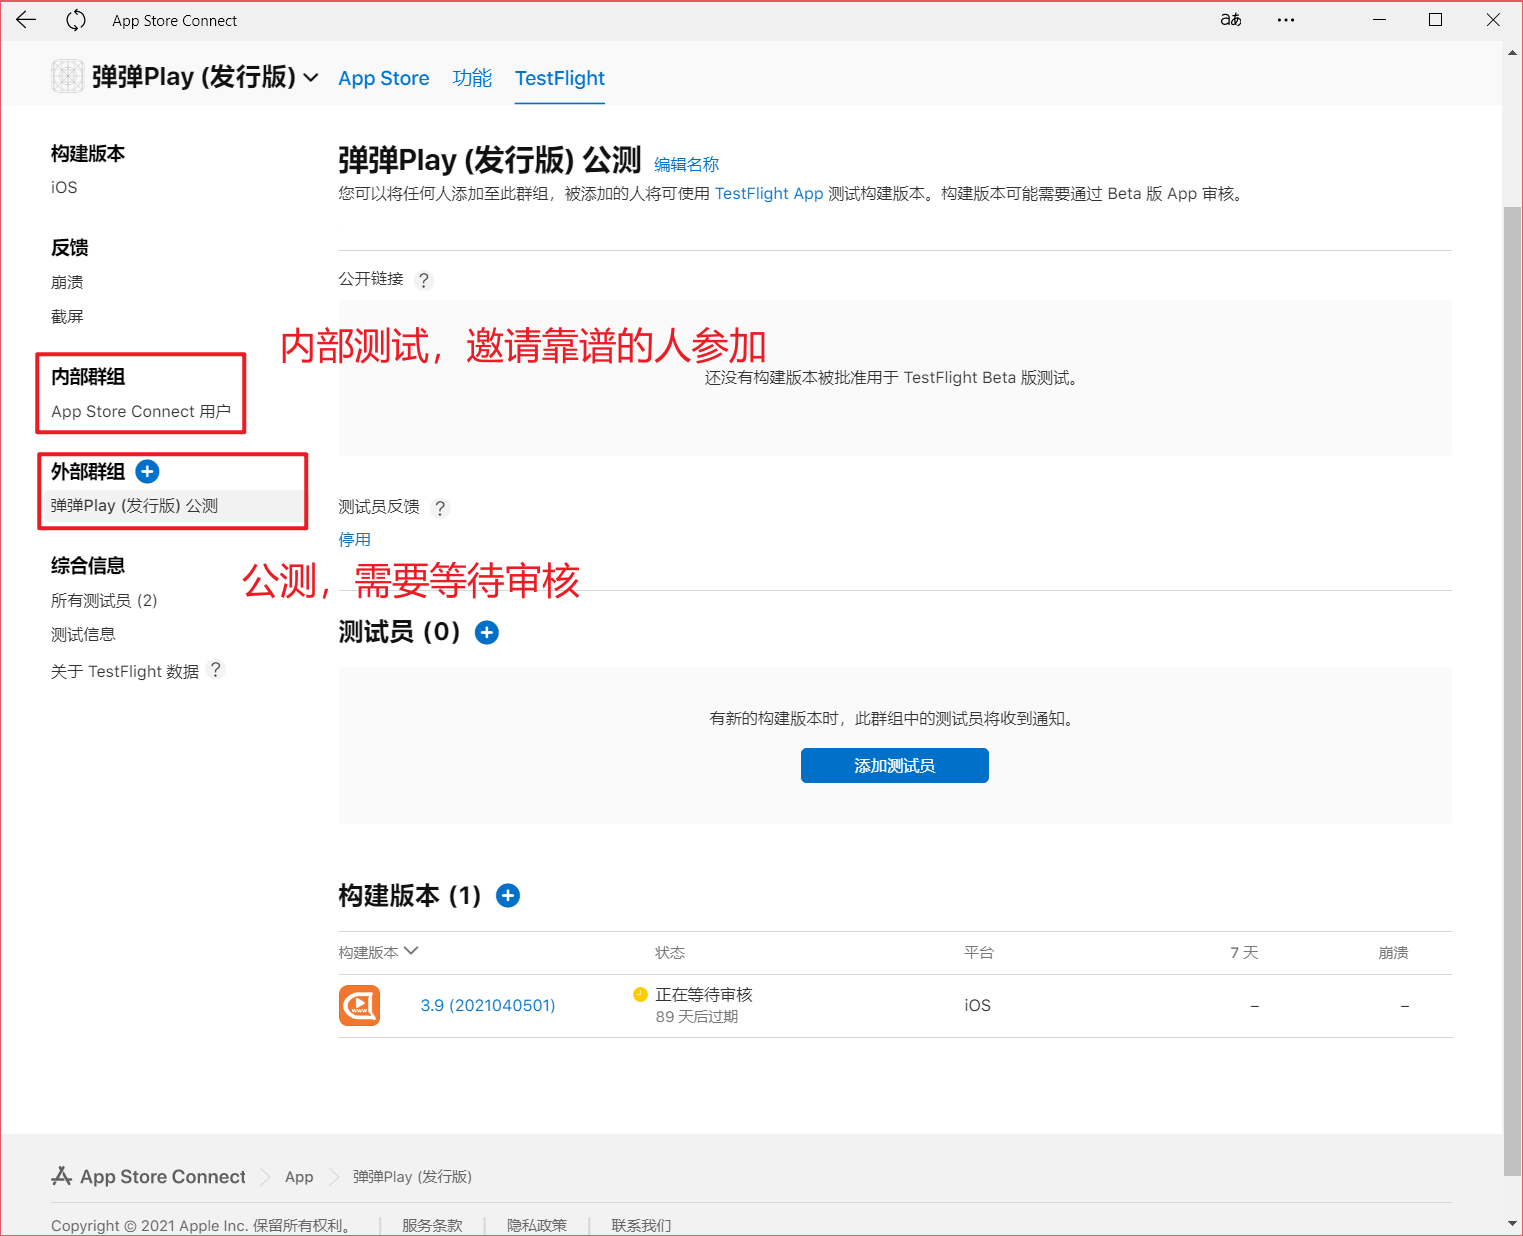 App Store Connect
aあ
弹弹Play (发行版)
App Store
功能
TestFlight
构建版本
iOS
反馈
崩溃
截屏
内部群组
App Store Connect 用户
外部群组
弹弹Play (发行版) 公测
综合信息
所有测试员 (2)
测试信息
关于 TestFlight 数据 ?
弹弹Play (发行版) 公测 编辑名称
您可以将任何人添加至此群组，被添加的人将可使用 TestFlight App 测试构建版本。构建版本可能需要通过 Beta 版 App 审核。
公开链接 ?
内部测试，邀请靠谱的人参加
还没有构建版本被批准用于 TestFlight Beta 版测试。
测试员反馈 ?
停用
公测，需要等待审核
测试员 (0)
有新的构建版本时，此群组中的测试员将收到通知。
添加测试员
构建版本 (1)
构建版本 状态 平台 7 天 崩溃
3.9 (2021040501) 正在等待审核 iOS – –
89 天后过期
App Store Connect App 弹弹Play (发行版)
Copyright © 2021 Apple Inc. 保留所有权利。 服务条款 隐私政策 联系我们